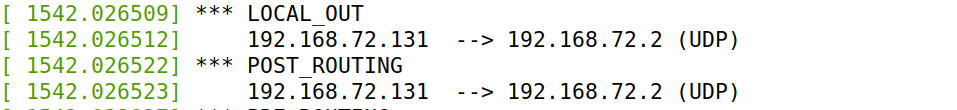 [ 1542.026509] *** LOCAL_OUT
[ 1542.026512]     192.168.72.131  --> 192.168.72.2 (UDP)
[ 1542.026522] *** POST_ROUTING
[ 1542.026523]     192.168.72.131  --> 192.168.72.2 (UDP)